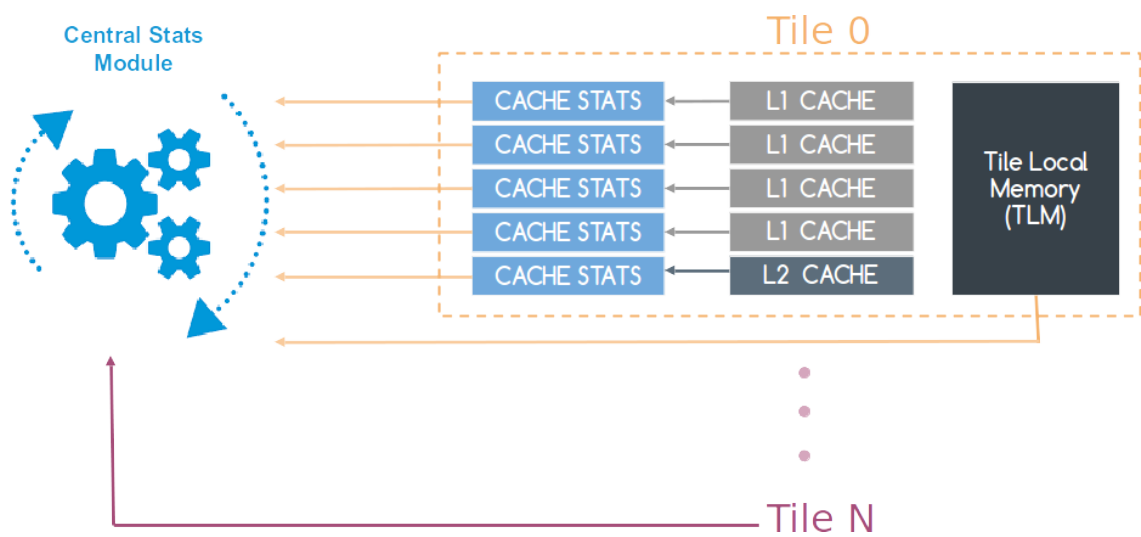 Central Stats
Module
Tile 0
CACHE STATS
L1 CACHE
CACHE STATS
L1 CACHE
CACHE STATS
L1 CACHE
CACHE STATS
L1 CACHE
CACHE STATS
L2 CACHE
Tile Local
Memory
(TLM)
Tile N